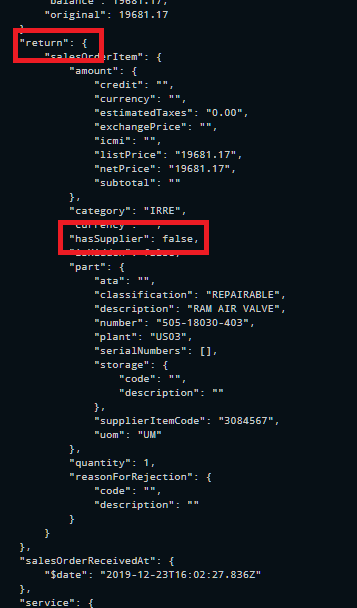 balance : 19681.17,
"original": 19681.17
},
"return": {
"salesOrderItem": {
"amount": {
"credit": "",
"currency": "",
"estimatedTaxes": "0.00",
"exchangePrice": "",
"icmi": "",
"listPrice": "19681.17",
"netPrice": "19681.17",
"subtotal": ""
},
"category": "IRRE",
"currency": "",
"hasSupplier": false,
false,
"part": {
"ata": "",
"classification": "REPAIRABLE",
"description": "RAM AIR VALVE",
"number": "505-18030-403",
"plant": "US03",
"serialNumbers": [],
"storage": {
"code": "",
"description": ""
},
"supplierItemCode": "3084567",
"uom": "UM"
},
"quantity": 1,
"reasonForRejection": {
"code": "",
"description": ""
}
}
},
"salesOrderReceivedAt": {
"$date": "2019-12-23T16:02:27.836Z"
},
"service": {